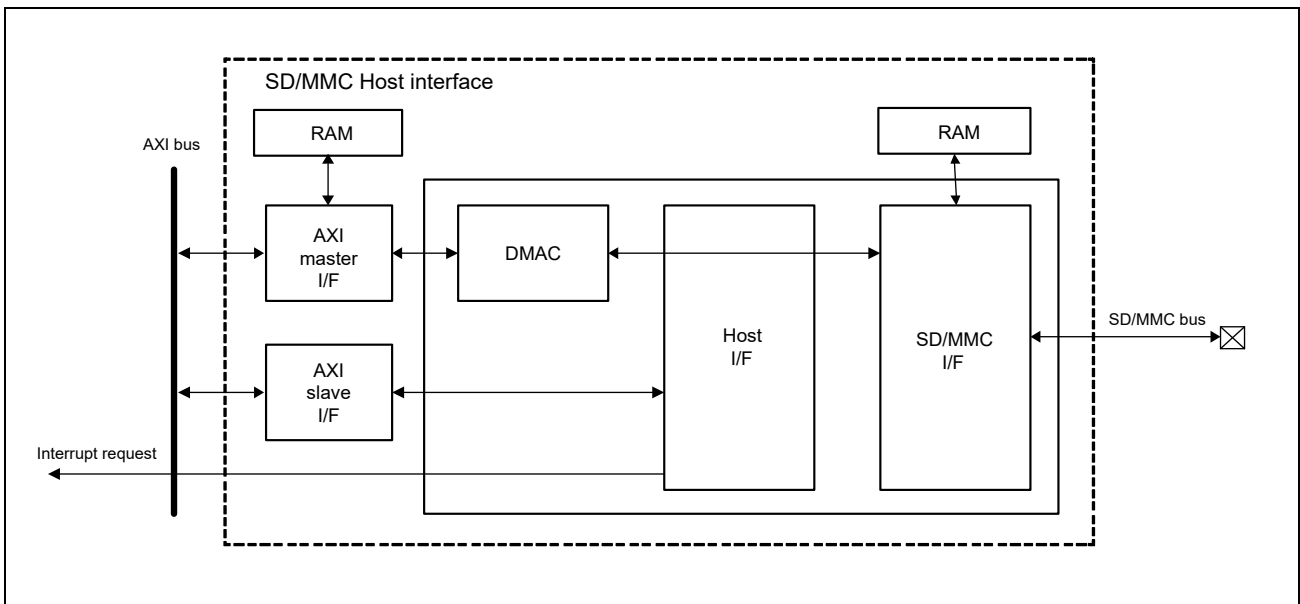 SD/MMC Host interface
RAM
RAM
AXI bus
AXI
master
I/F
DMAC
Host
I/F
SD/MMC
I/F
SD/MMC bus
AXI
slave
I/F
Interrupt request